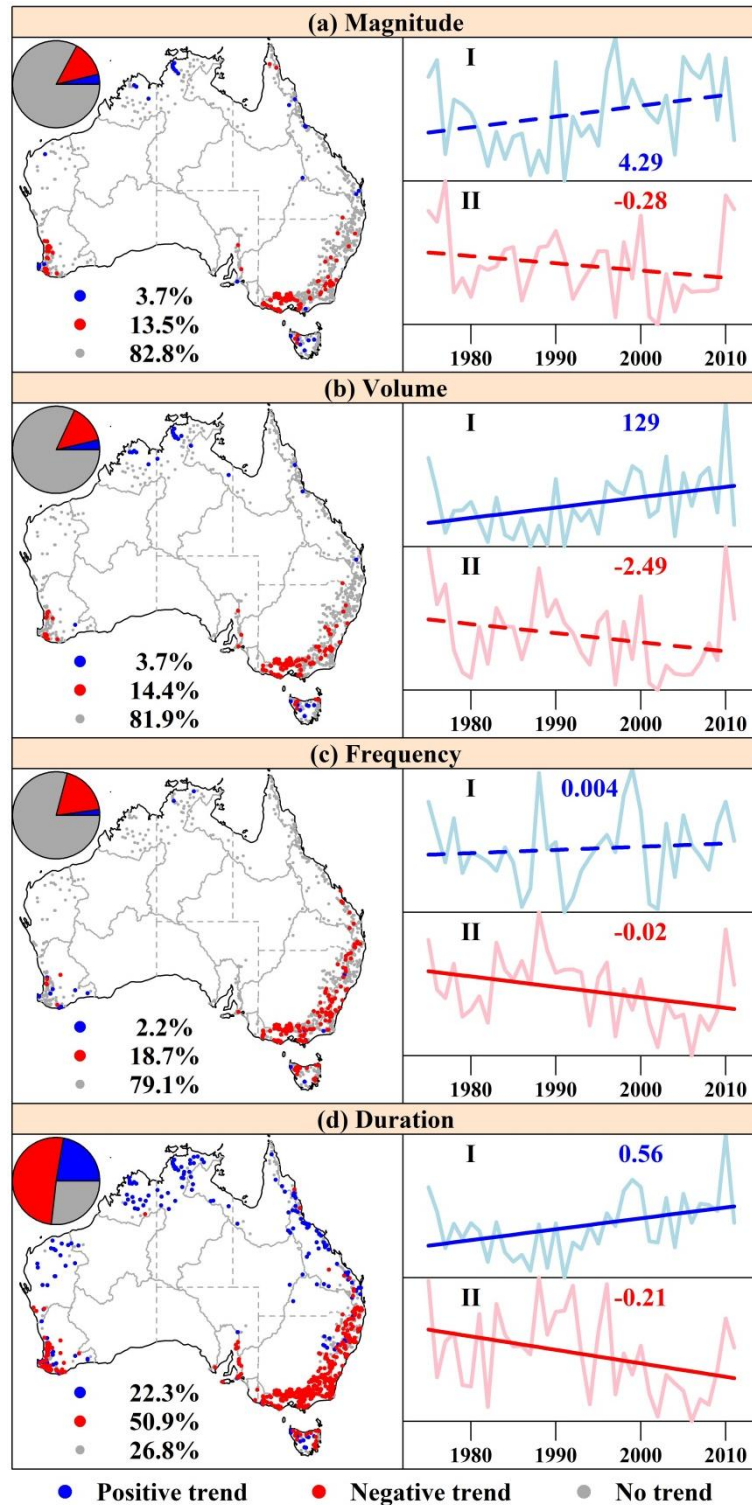 (a) Magnitude
I
4.29
II
-0.28
3.7%
13.5%
82.8%
1980 1990 2000 2010
(b) Volume
I
129
II
-2.49
3.7%
14.4%
81.9%
1980 1990 2000 2010
(c) Frequency
I
0.004
II
-0.02
2.2%
18.7%
79.1%
1980 1990 2000 2010
(d) Duration
I
0.56
II
-0.21
22.3%
50.9%
26.8%
1980 1990 2000 2010
Positive trend Negative trend No trend